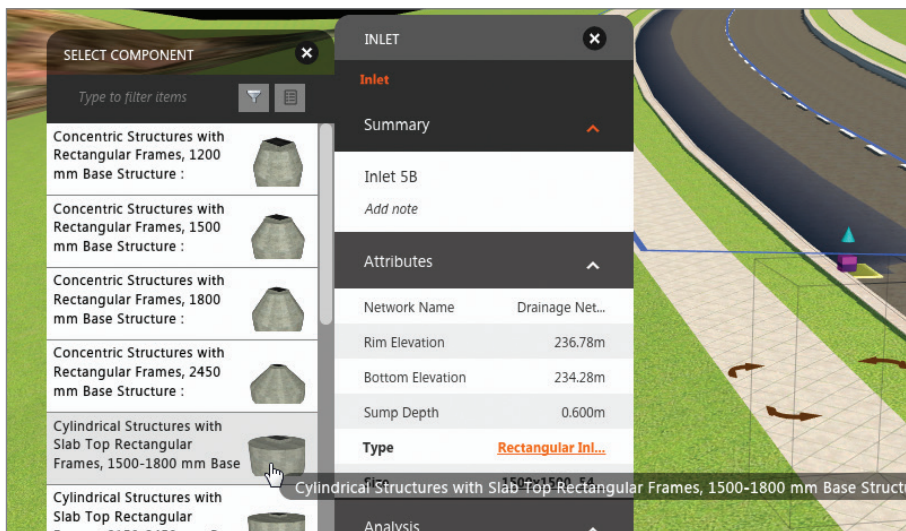 SELECT COMPONENT
Type to filter items
Concentric Structures with
Rectangular Frames, 1200
mm Base Structure :
Concentric Structures with
Rectangular Frames, 1500
mm Base Structure :
Concentric Structures with
Rectangular Frames, 1800
mm Base Structure :
Concentric Structures with
Rectangular Frames, 2450
mm Base Structure :
Cylindrical Structures with
Slab Top Rectangular
Frames, 1500-1800 mm Base
Cylindrical Structures with
Slab Top Rectangular
INLET
Inlet
Summary
Inlet 5B
Add note
Attributes
Network Name Drainage Net...
Rim Elevation 236.78m
Bottom Elevation 234.28m
Sump Depth 0.600m
Type Rectangular Inl...
Size
Cylindrical Structures with Slab Top Rectangular Frames, 1500-1800 mm Base
Analysis